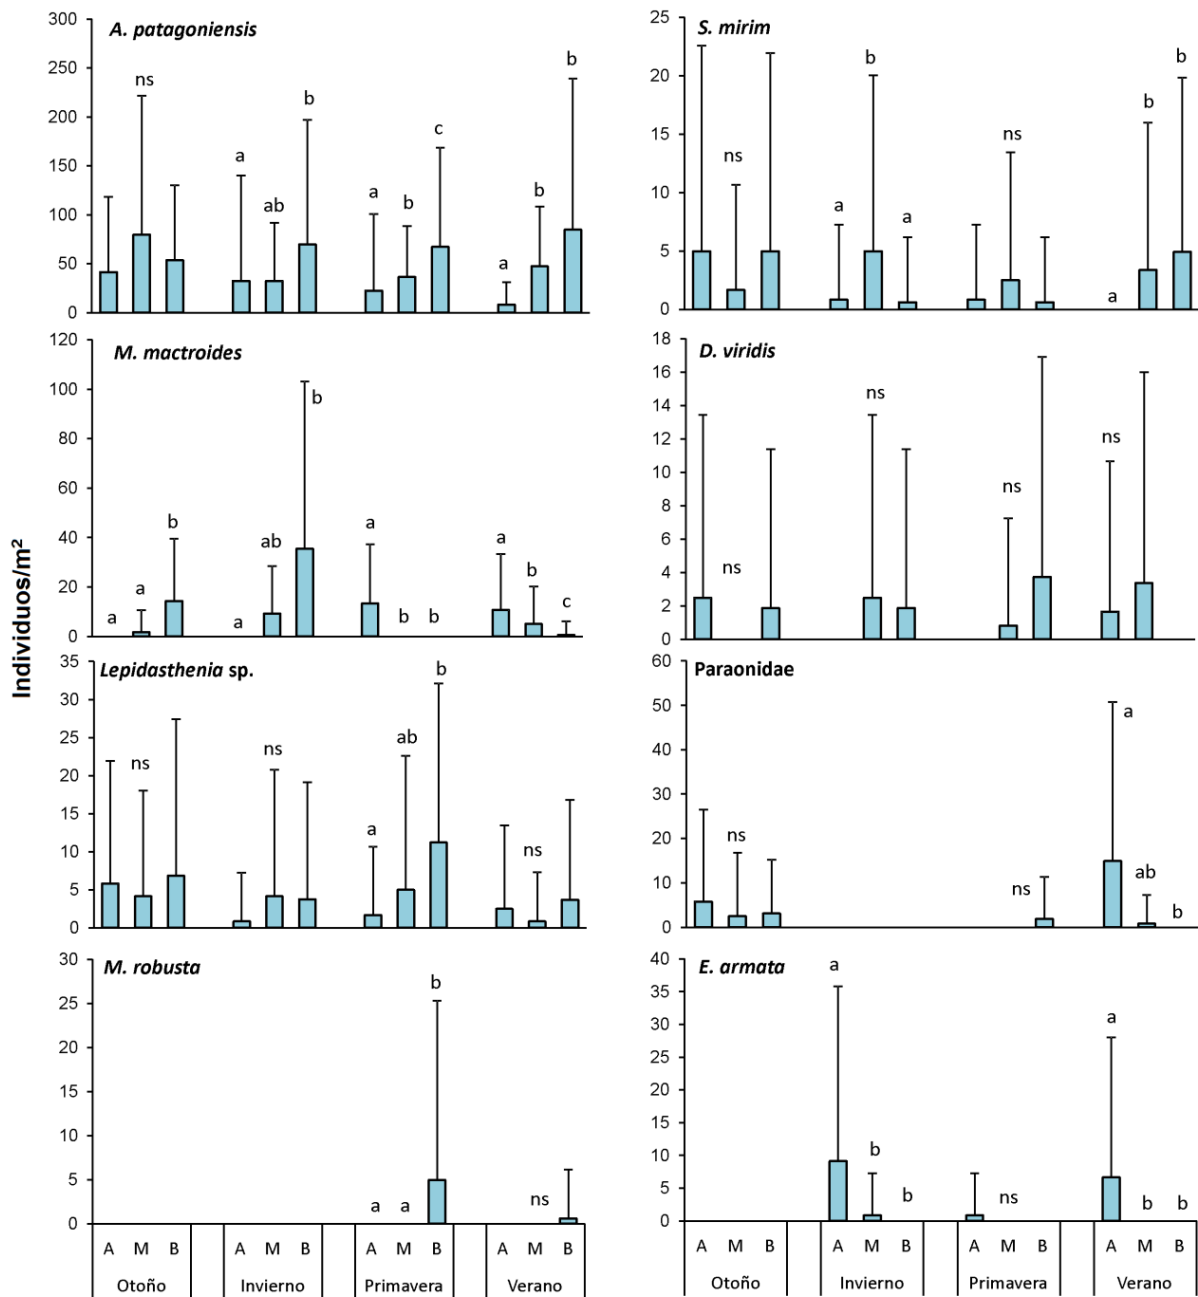 Individuos/m²
A. patagoniensis
300
250
200
150
100
50
0
ns
a
ab
b
a
b
c
a
b
b
S. mirim
25
20
15
10
5
0
ns
a
b
a
ns
a
b
b
M. mactroides
120
100
80
60
40
20
0
a
a
b
a
ab
b
a
b
b
a
b
c
D. viridis
18
16
14
12
10
8
6
4
2
0
ns
ns
ns
ns
Lepidasthenia sp.
35
30
25
20
15
10
5
0
ns
ns
a
ab
b
ns
Paraonidae
60
50
40
30
20
10
0
ns
ns
a
ab
b
M. robusta
30
25
20
15
10
5
0
a
a
b
ns
A M B A M B A M B A M B
Otoño Invierno Primavera Verano
E. armata
40
35
30
25
20
15
10
5
0
a
b
b
ns
a
b
b
A M B A M B A M B A M B
Otoño Invierno Primavera Verano